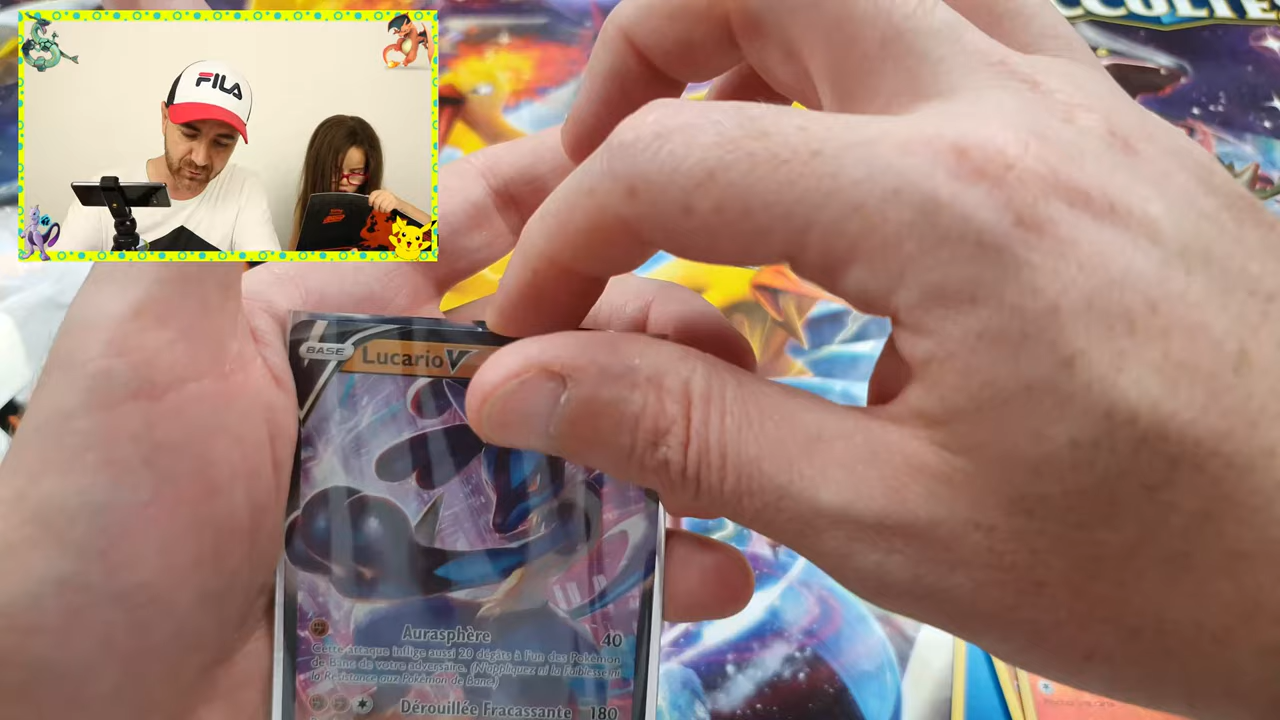 CCULTE
FILA
BASE Lucario V
Aurasphère 40
Cette attaque inflige aussi 20 dégâts à l'un des Pokémon
de Banc de votre adversaire. (N'appliquez ni la Faiblesse ni
la Résistance aux Pokémon de Banc.)
Dérouillée Fracassante 180